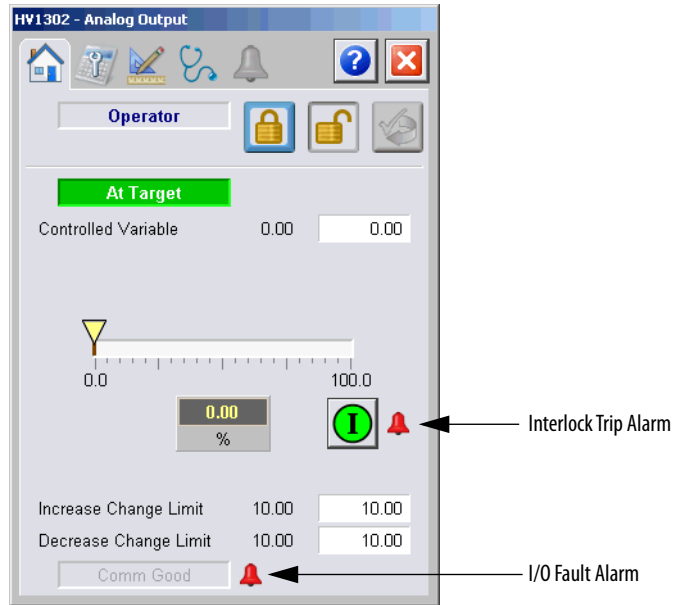 HV1302 - Analog Output
?
Operator
At Target
Controlled Variable 0.00 0.00
0.0 100.0
0.00
%
I
Interlock Trip Alarm
Increase Change Limit 10.00 10.00
Decrease Change Limit 10.00 10.00
Comm Good
I/O Fault Alarm